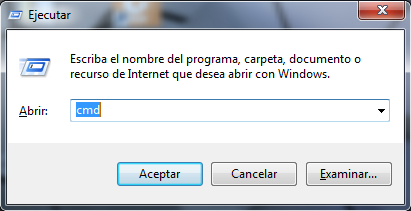 Ejecutar
Escriba el nombre del programa, carpeta, documento o
recurso de Internet que desea abrir con Windows.
Abrir: cmd
Aceptar Cancelar Examinar...